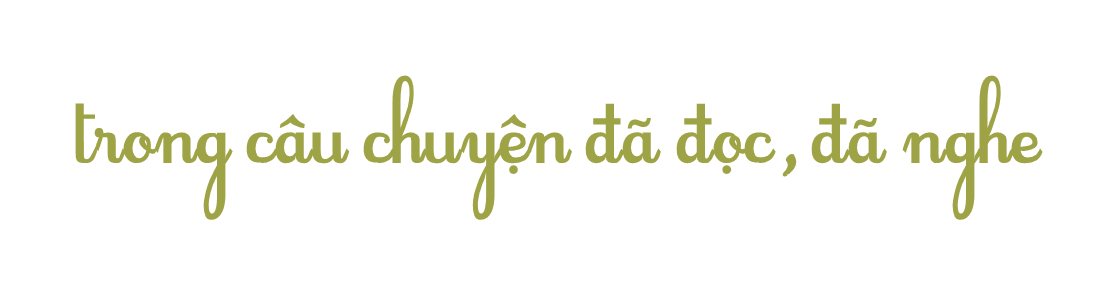 trong câu chuyện đã đọc, đã nghe